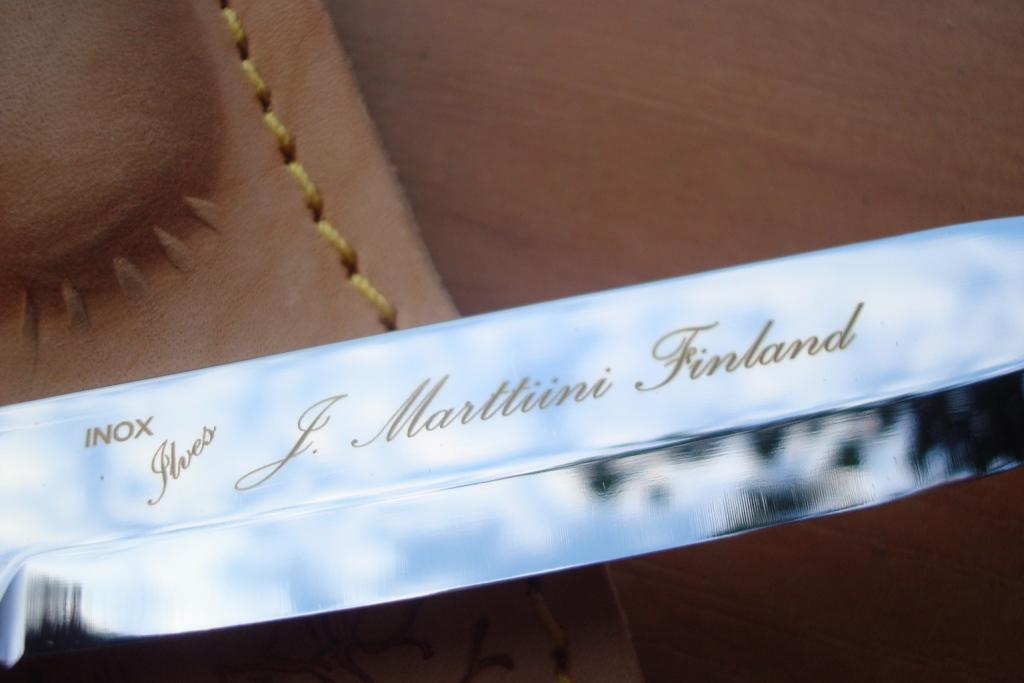 INOX
Ilves
J. Marttiini Finland